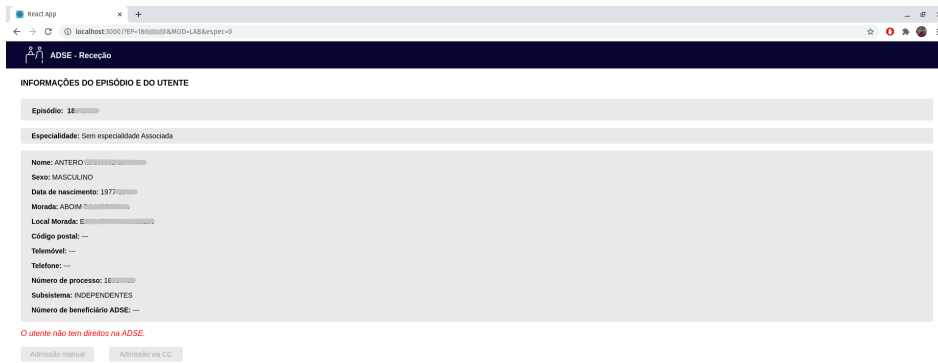 React App
localhost:3000/?EP=18 &MOD=LAB&espec=0
ADSE - Receção
INFORMAÇÕES DO EPISÓDIO E DO UTENTE
Episódio: 18
Especialidade: Sem especialidade Associada
Nome: ANTERO
Sexo: MASCULINO
Data de nascimento: 1977
Morada: ABOIM
Local Morada: E
Código postal: ---
Telemóvel: ---
Telefone: ---
Número de processo: 18
Subsistema: INDEPENDENTES
Número de beneficiário ADSE: ---
O utente não tem direitos na ADSE.
Admissão manual Admissão via CC